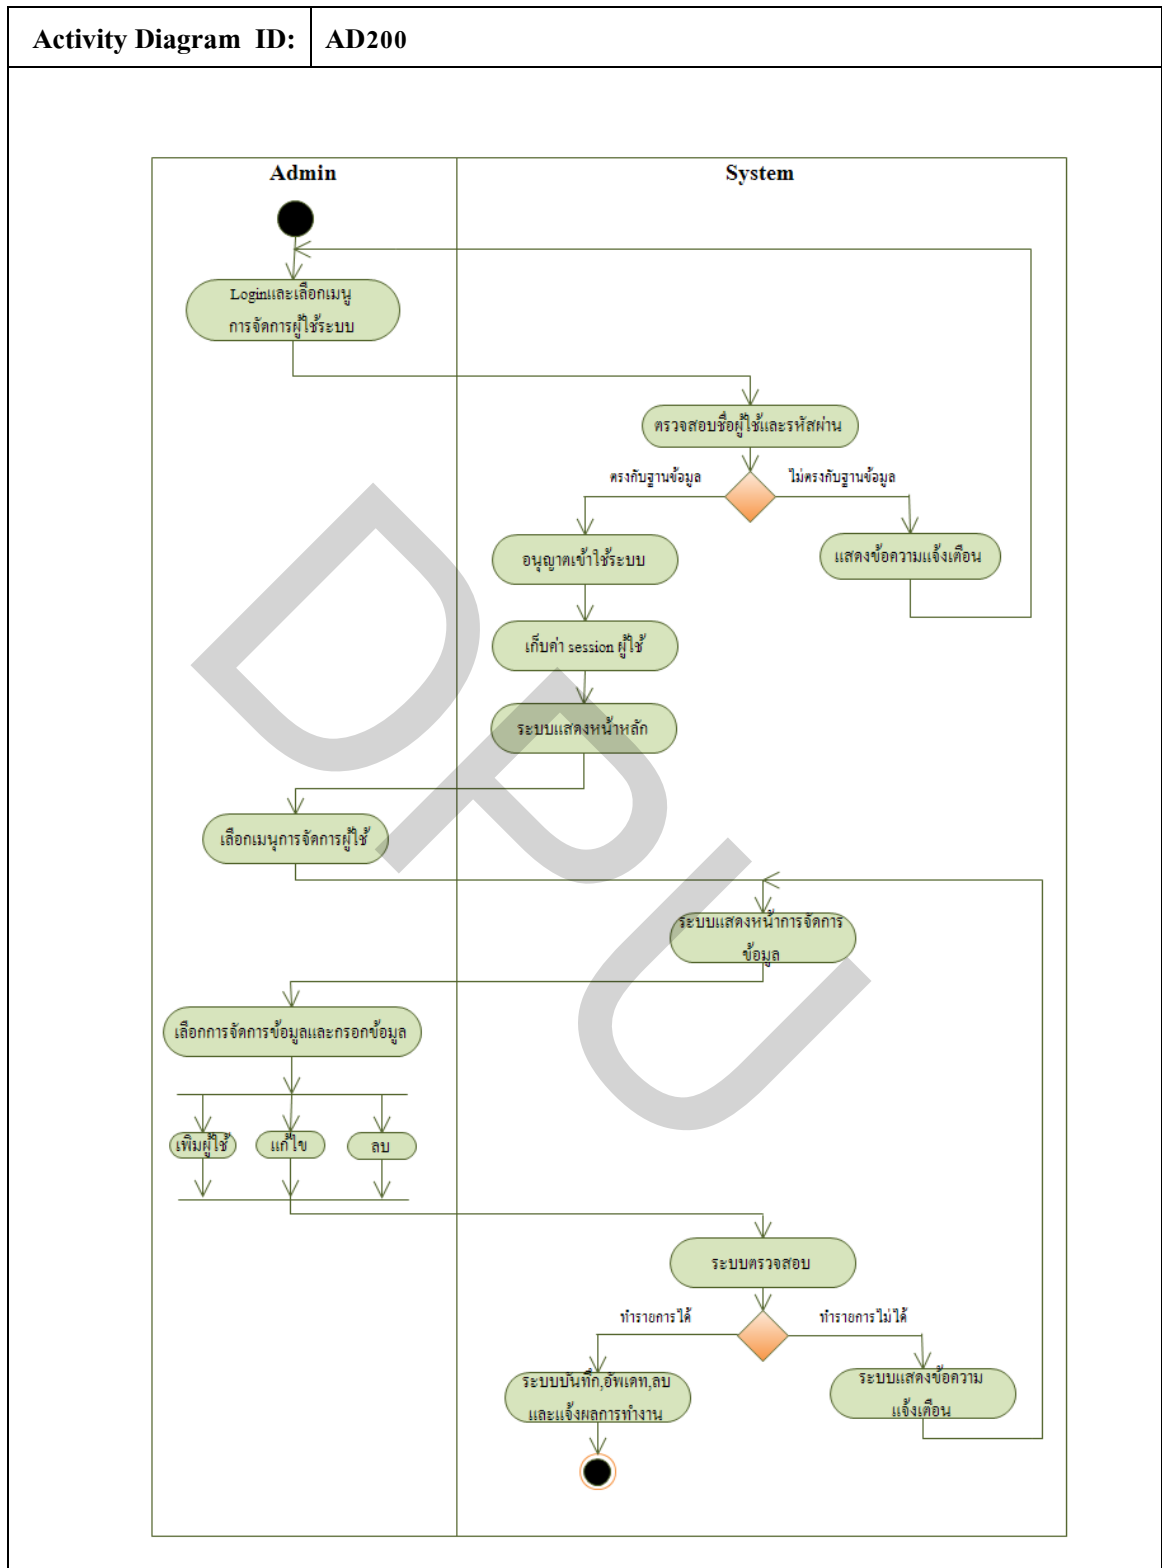 Activity Diagram ID: AD200
Admin
System
Loginและเลือกเมนู
การจัดการผู้ใช้ระบบ
ตรวจสอบชื่อผู้ใช้และรหัสผ่าน
ตรงกับฐานข้อมูล
ไม่ตรงกับฐานข้อมูล
อนุญาตเข้าใช้ระบบ
แสดงข้อความแจ้งเตือน
เก็บค่า session ผู้ใช้
ระบบแสดงหน้าหลัก
เลือกเมนุการจัดการผู้ใช้
ระบบแสดงหน้าการจัดการ
ข้อมูล
เลือกการจัดการข้อมูลและกรอกข้อมูล
เพิ่มผู้ใช้
แก้ไข
ลบ
ระบบตรวจสอบ
ทำรายการได้
ทำรายการไม่ได้
ระบบบันทึก,อัพเดท,ลบ
และแจ้งผลการทำงาน
ระบบแสดงข้อความ
แจ้งเตือน
DPU